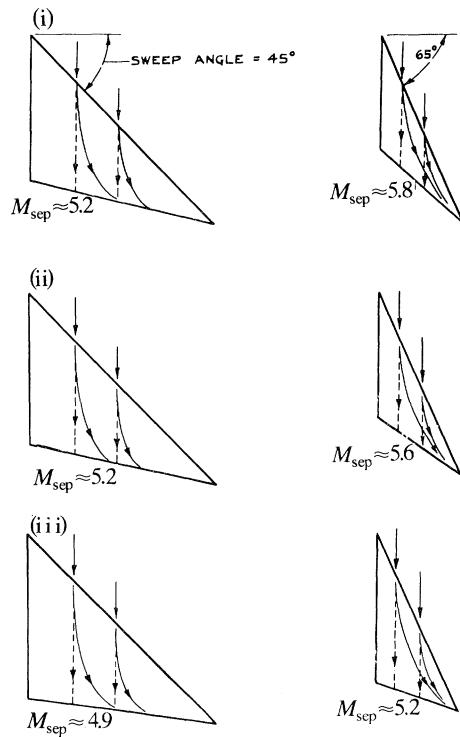 (i)
SWEEP ANGLE = 45°
65°
M_sep ≈ 5.2
M_sep ≈ 5.8
(ii)
M_sep ≈ 5.2
M_sep ≈ 5.6
(iii)
M_sep ≈ 4.9
M_sep ≈ 5.2